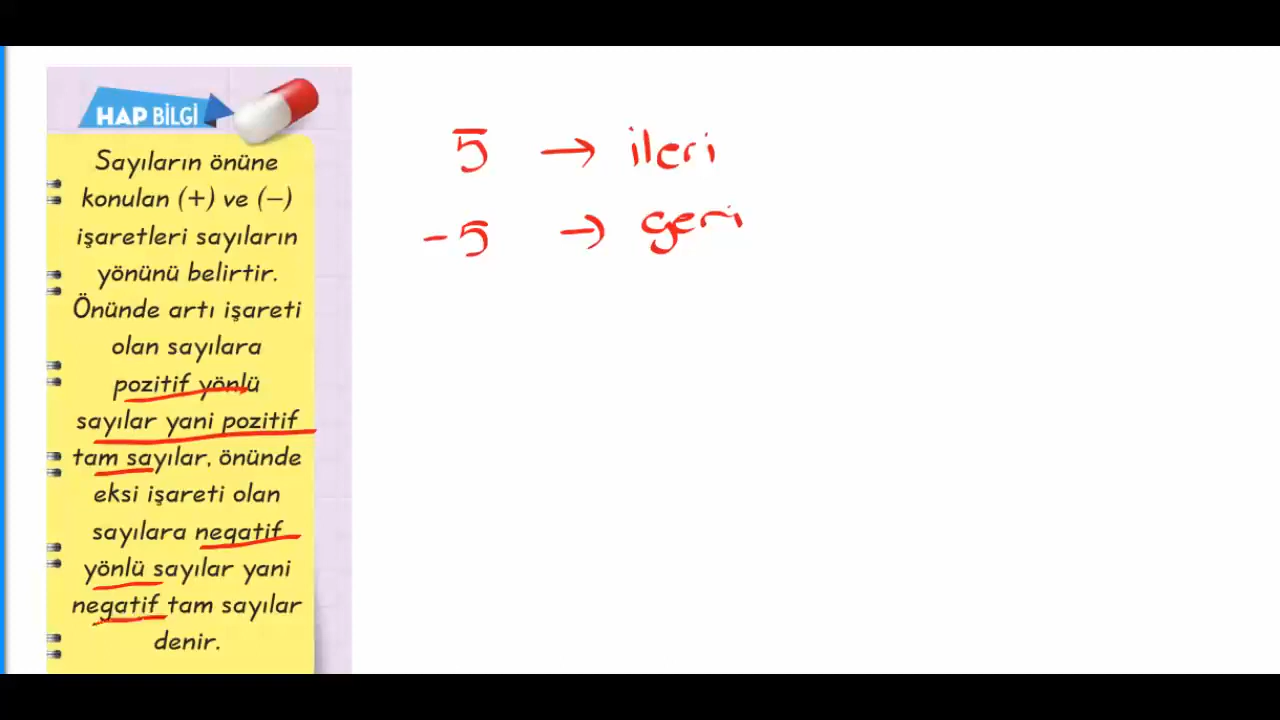 HAP BİLGİ
Sayıların önüne
konulan (+) ve (–)
işaretleri sayıların
yönünü belirtir.
Önünde artı işareti
olan sayılara
pozitif yönlü
sayılar yani pozitif
tam sayılar, önünde
eksi işareti olan
sayılara negatif
yönlü sayılar yani
negatif tam sayılar
denir.
5 → ileri
-5 → geri